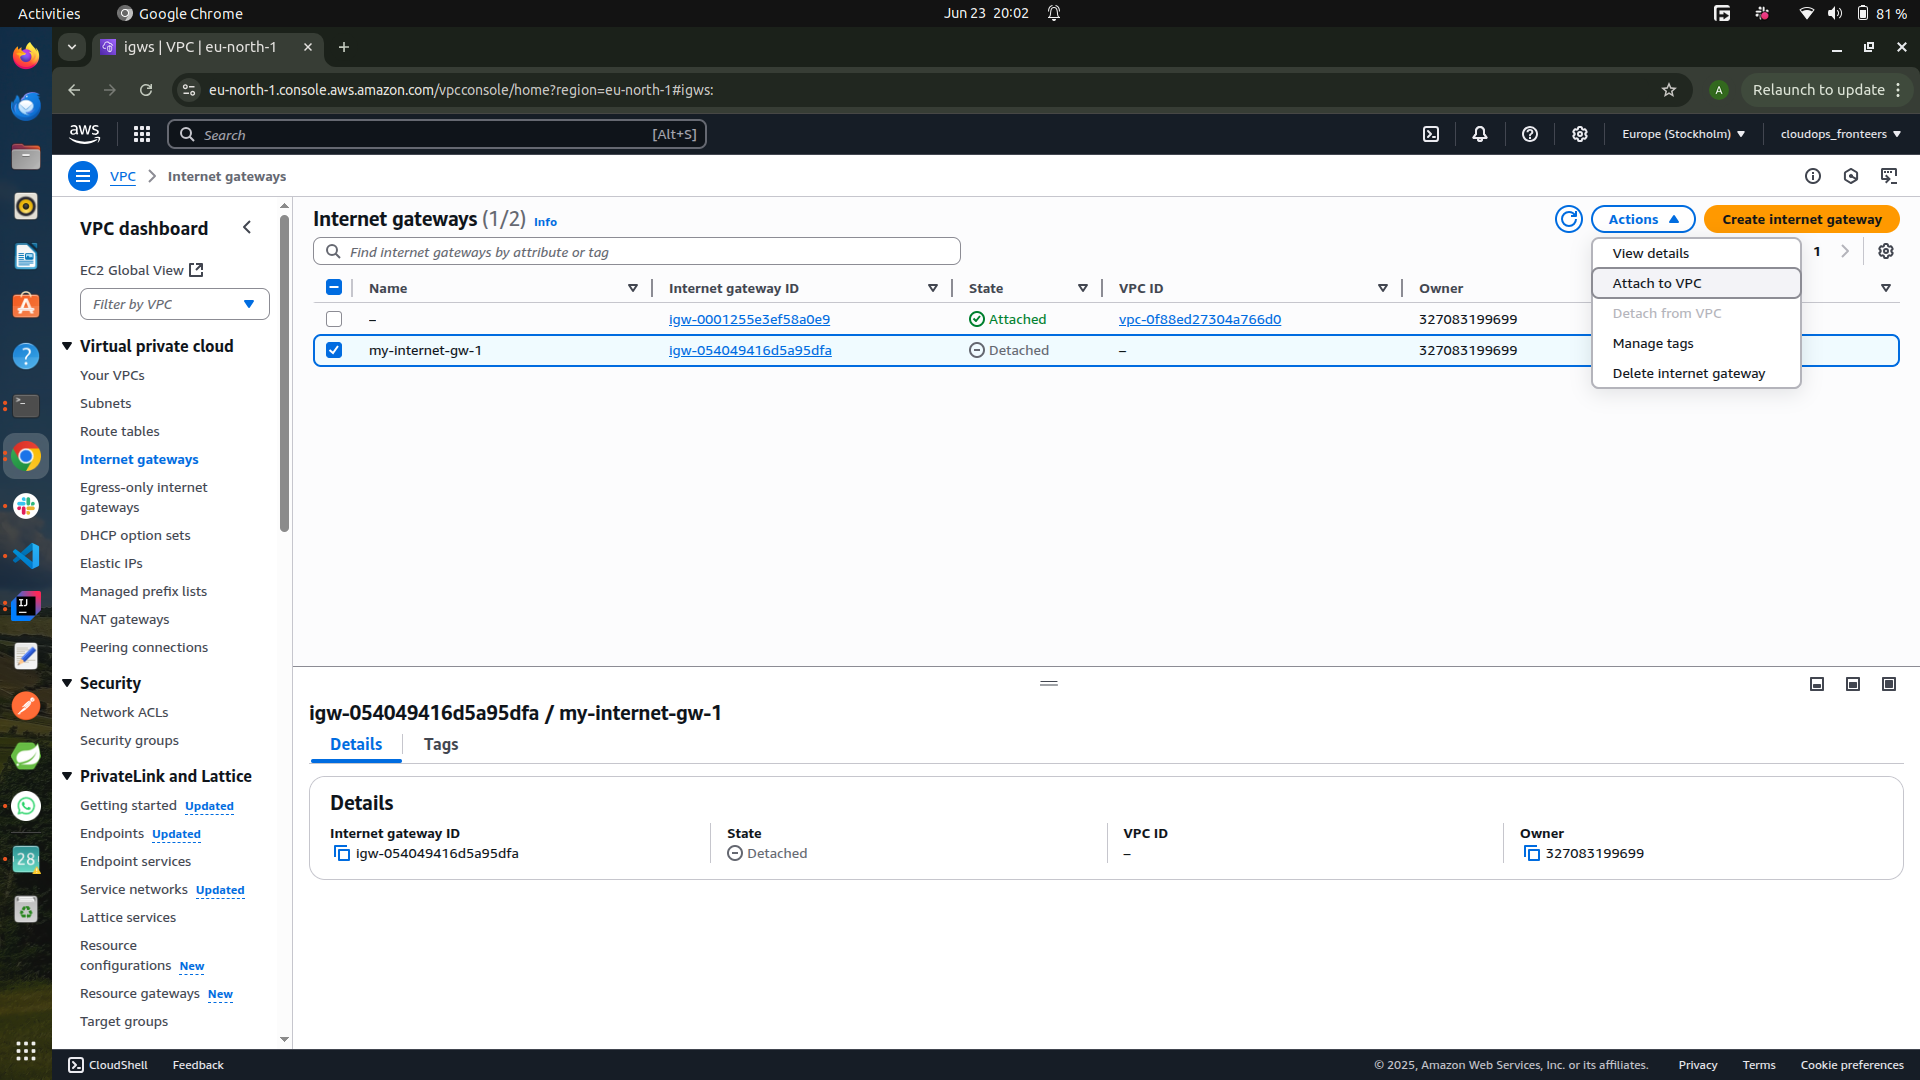 Activities
Google Chrome
Jun 23 20:02
81 %
igws | VPC | eu-north-1
eu-north-1.console.aws.amazon.com/vpcconsole/home?region=eu-north-1#igws:
A
Relaunch to update
aws
Search
[Alt+S]
Europe (Stockholm)
cloudops_fronteers
VPC
Internet gateways
VPC dashboard
EC2 Global View
Filter by VPC
Virtual private cloud
Your VPCs
Subnets
Route tables
Internet gateways
Egress-only internet
gateways
DHCP option sets
Elastic IPs
Managed prefix lists
NAT gateways
Peering connections
Security
Network ACLs
Security groups
PrivateLink and Lattice
Getting started Updated
Endpoints Updated
Endpoint services
Service networks Updated
Lattice services
Resource
configurations New
Resource gateways New
Target groups
Internet gateways (1/2) Info
Actions
Create internet gateway
Find internet gateways by attribute or tag
1
View details
Attach to VPC
Detach from VPC
Manage tags
Delete internet gateway
Name Internet gateway ID State VPC ID Owner
– igw-0001255e3ef58a0e9 Attached vpc-0f88ed27304a766d0 327083199699
my-internet-gw-1 igw-054049416d5a95dfa Detached – 327083199699
igw-054049416d5a95dfa / my-internet-gw-1
Details
Tags
Details
Internet gateway ID State VPC ID Owner
igw-054049416d5a95dfa Detached – 327083199699
IJ
28
CloudShell
Feedback
© 2025, Amazon Web Services, Inc. or its affiliates.
Privacy
Terms
Cookie preferences